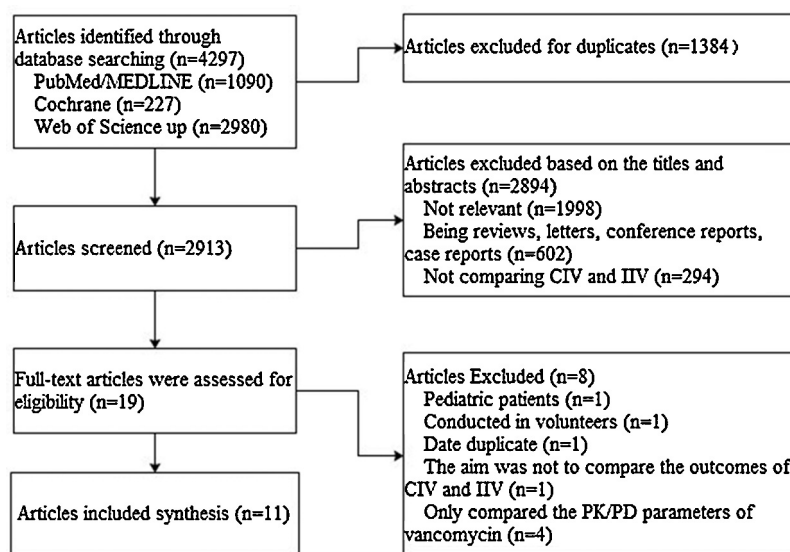 Articles identified through
database searching (n=4297)
PubMed/MEDLINE (n=1090)
Cochrane (n=227)
Web of Science up (n=2980)
Articles excluded for duplicates (n=1384)
Articles screened (n=2913)
Articles excluded based on the titles and
abstracts (n=2894)
Not relevant (n=1998)
Being reviews, letters, conference reports,
case reports (n=602)
Not comparing CIV and IIV (n=294)
Full-text articles were assessed for
eligibility (n=19)
Articles Excluded (n=8)
Pediatric patients (n=1)
Conducted in volunteers (n=1)
Date duplicate (n=1)
The aim was not to compare the outcomes of
CIV and IIV (n=1)
Only compared the PK/PD parameters of
vancomycin (n=4)
Articles included synthesis (n=11)